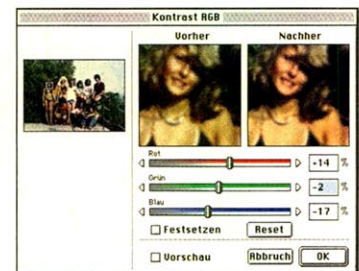 Kontrast RGB
Vorher Nachher
Rot
+14 %
Grün
-2 %
Blau
-17 %
Festsetzen Reset
Vorschau Abbruch OK